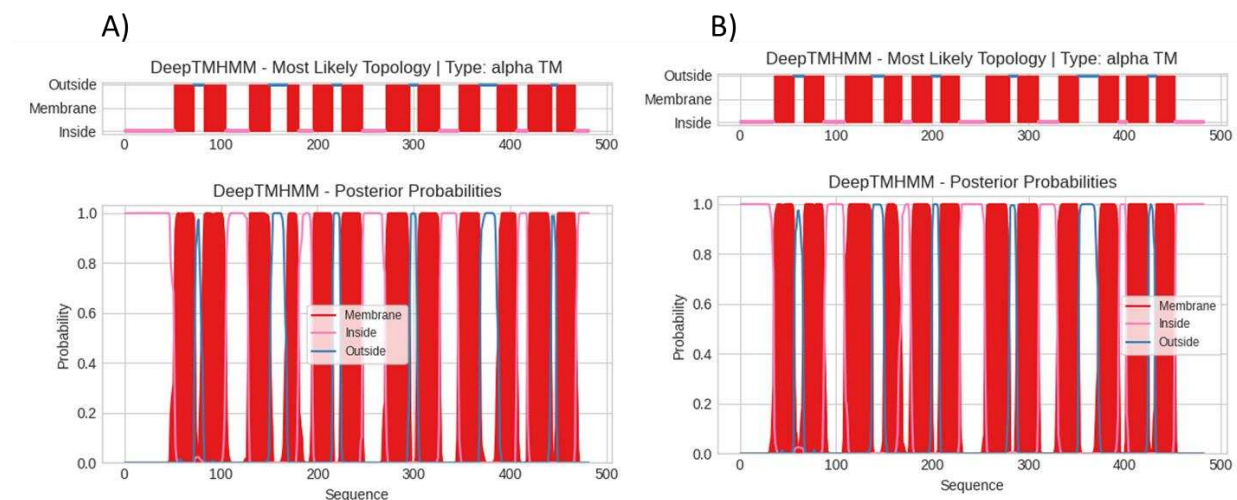 A)
DeepTMHMM - Most Likely Topology | Type: alpha TM
Outside
Membrane
Inside
0 100 200 300 400 500
DeepTMHMM - Posterior Probabilities
1.0
0.8
0.6
0.4
0.2
0.0
Probability
Membrane
Inside
Outside
0 100 200 300 400 500
Sequence
B)
DeepTMHMM - Most Likely Topology | Type: alpha TM
Outside
Membrane
Inside
0 100 200 300 400 500
DeepTMHMM - Posterior Probabilities
1.0
0.8
0.6
0.4
0.2
0.0
Probability
Membrane
Inside
Outside
0 100 200 300 400 500
Sequence